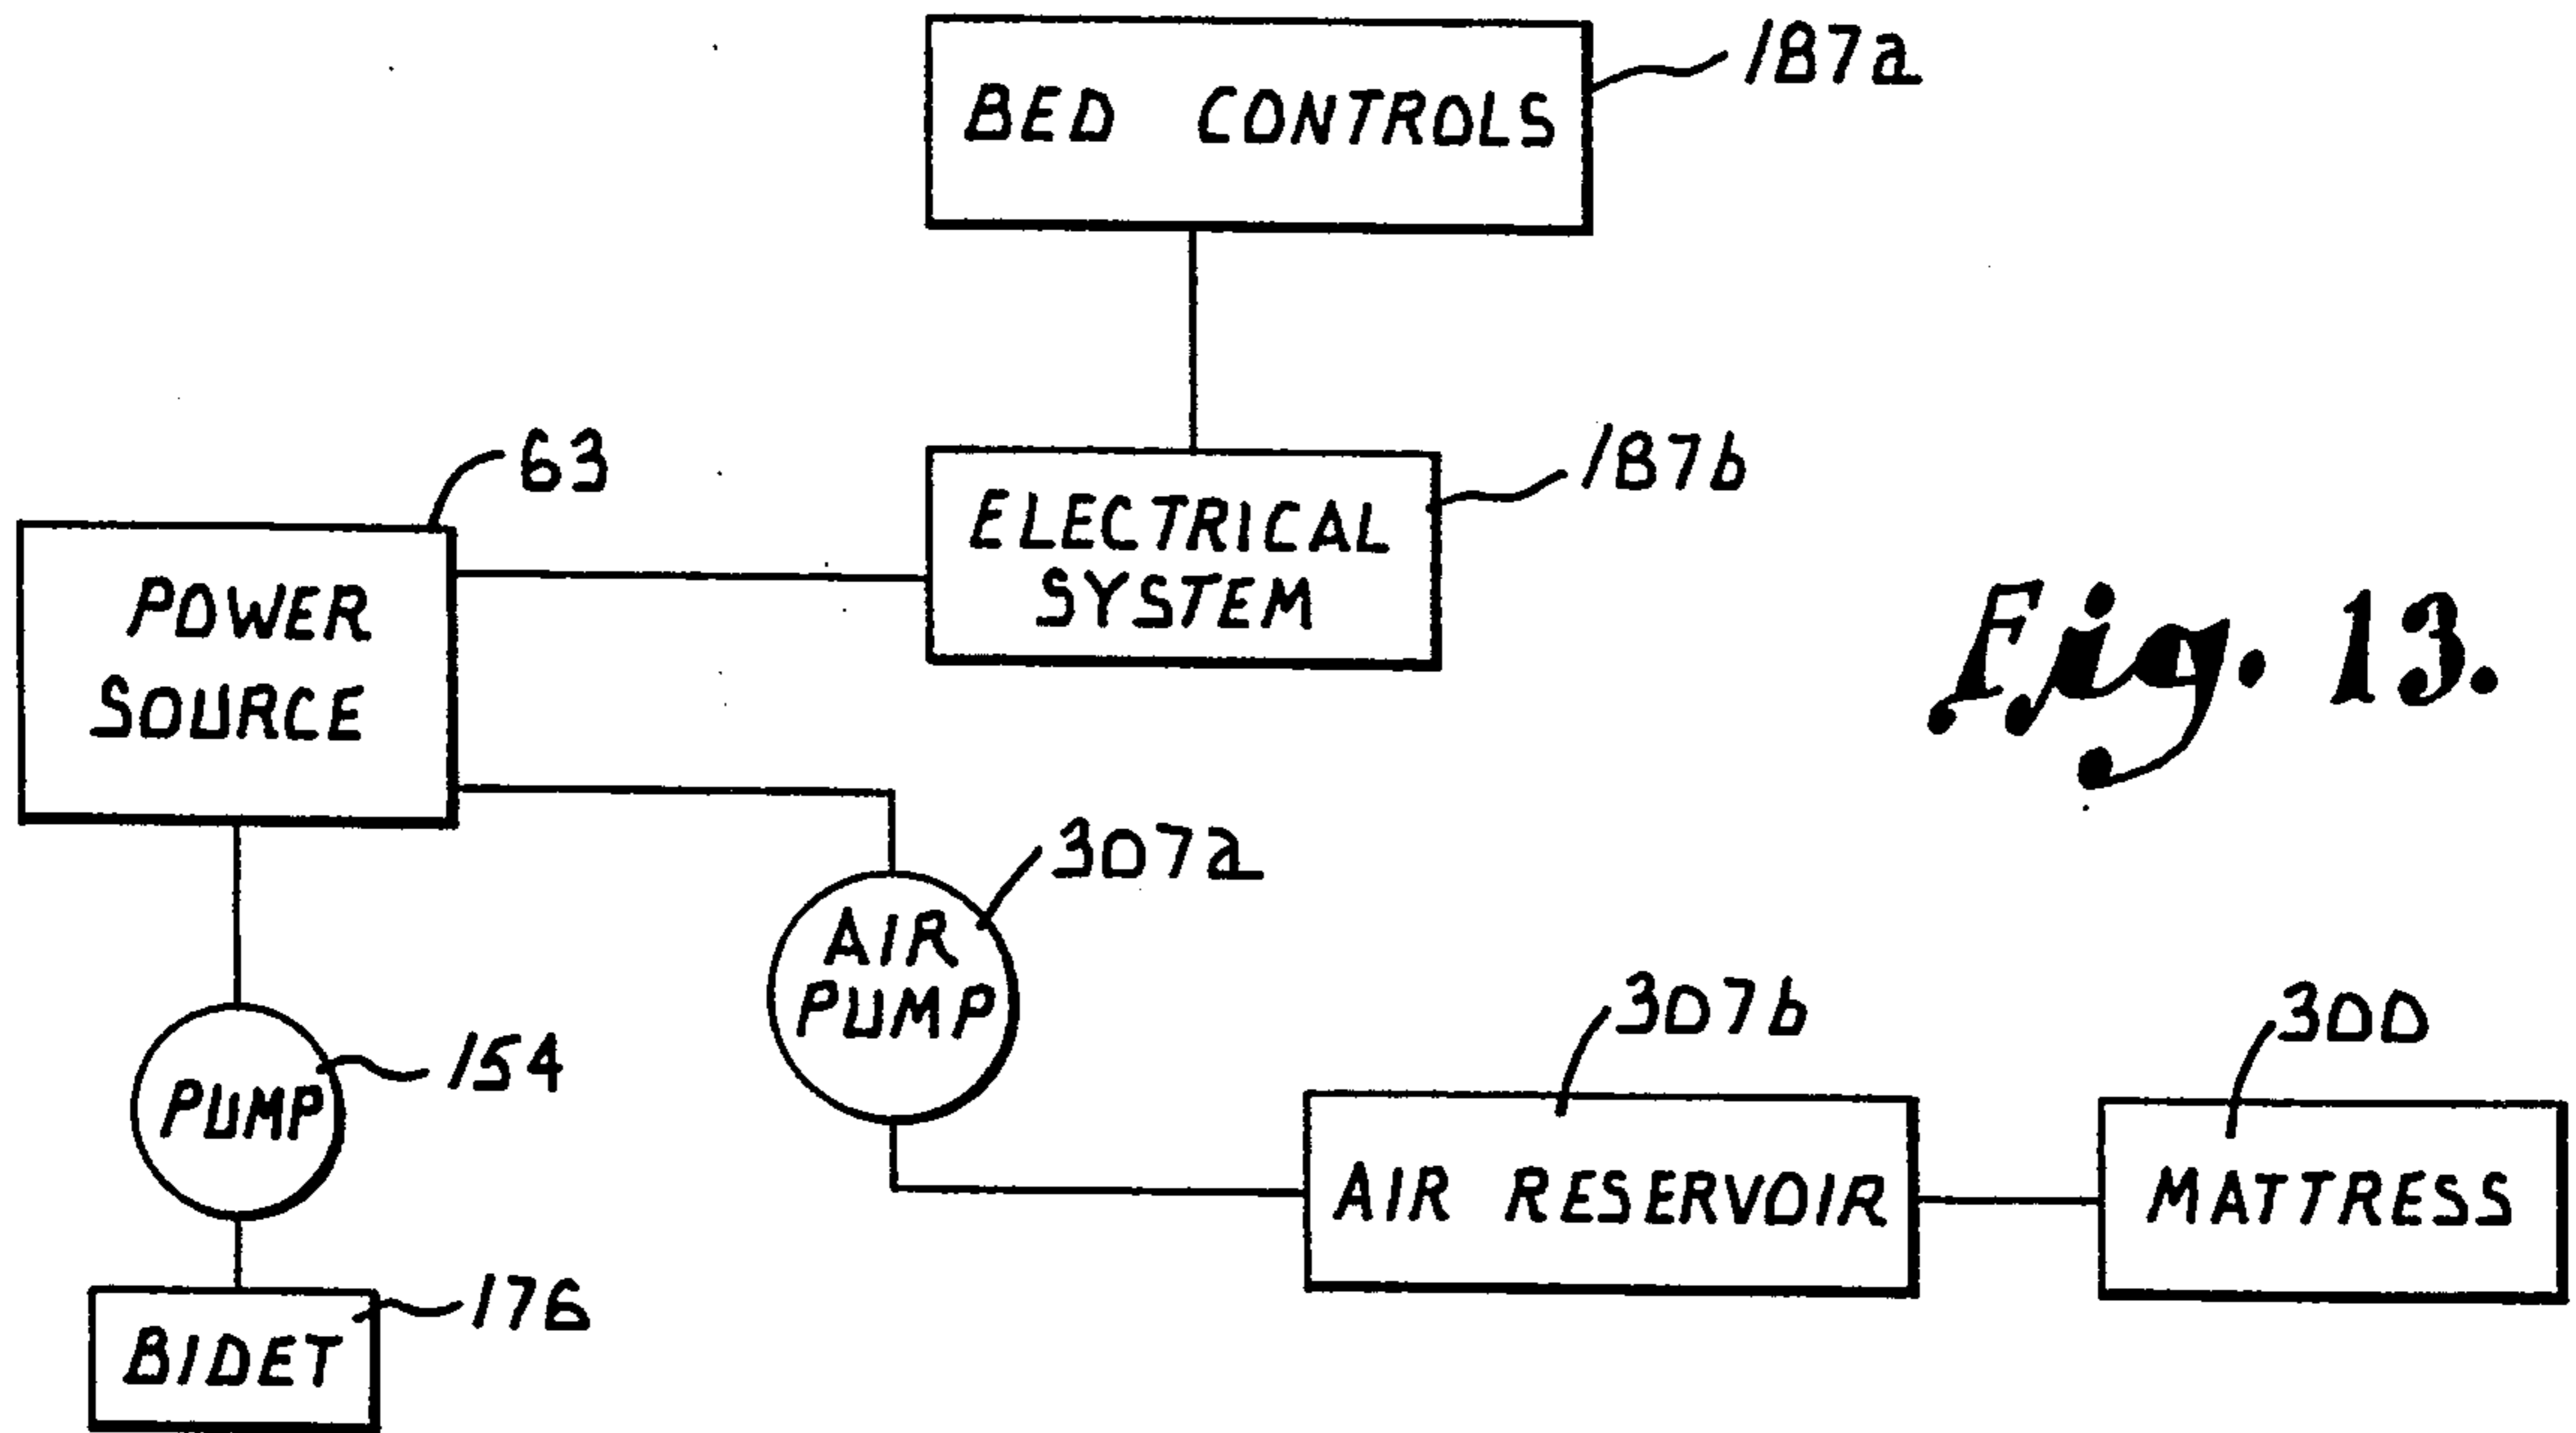 BED CONTROLS
187a
63
187b
POWER
SOURCE
ELECTRICAL
SYSTEM
Fig. 13.
307a
AIR
PUMP
154
PUMP
307b
300
AIR RESERVOIR
MATTRESS
176
BIDET